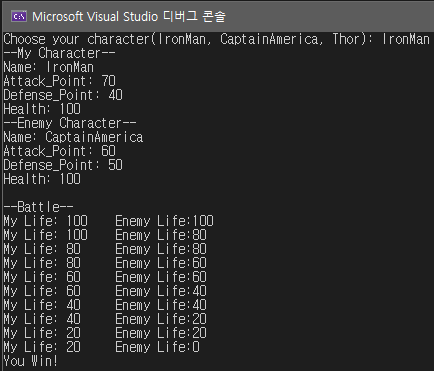 Microsoft Visual Studio 디버그 콘솔
Choose your character(IronMan, CaptainAmerica, Thor): IronMan
--My Character--
Name: IronMan
Attack_Point: 70
Defense_Point: 40
Health: 100
--Enemy Character--
Name: CaptainAmerica
Attack_Point: 60
Defense_Point: 50
Health: 100

--Battle--
My Life: 100    Enemy Life:100
My Life: 100    Enemy Life:80
My Life: 80     Enemy Life:80
My Life: 80     Enemy Life:60
My Life: 60     Enemy Life:60
My Life: 60     Enemy Life:40
My Life: 40     Enemy Life:40
My Life: 40     Enemy Life:20
My Life: 20     Enemy Life:20
My Life: 20     Enemy Life:0
You Win!